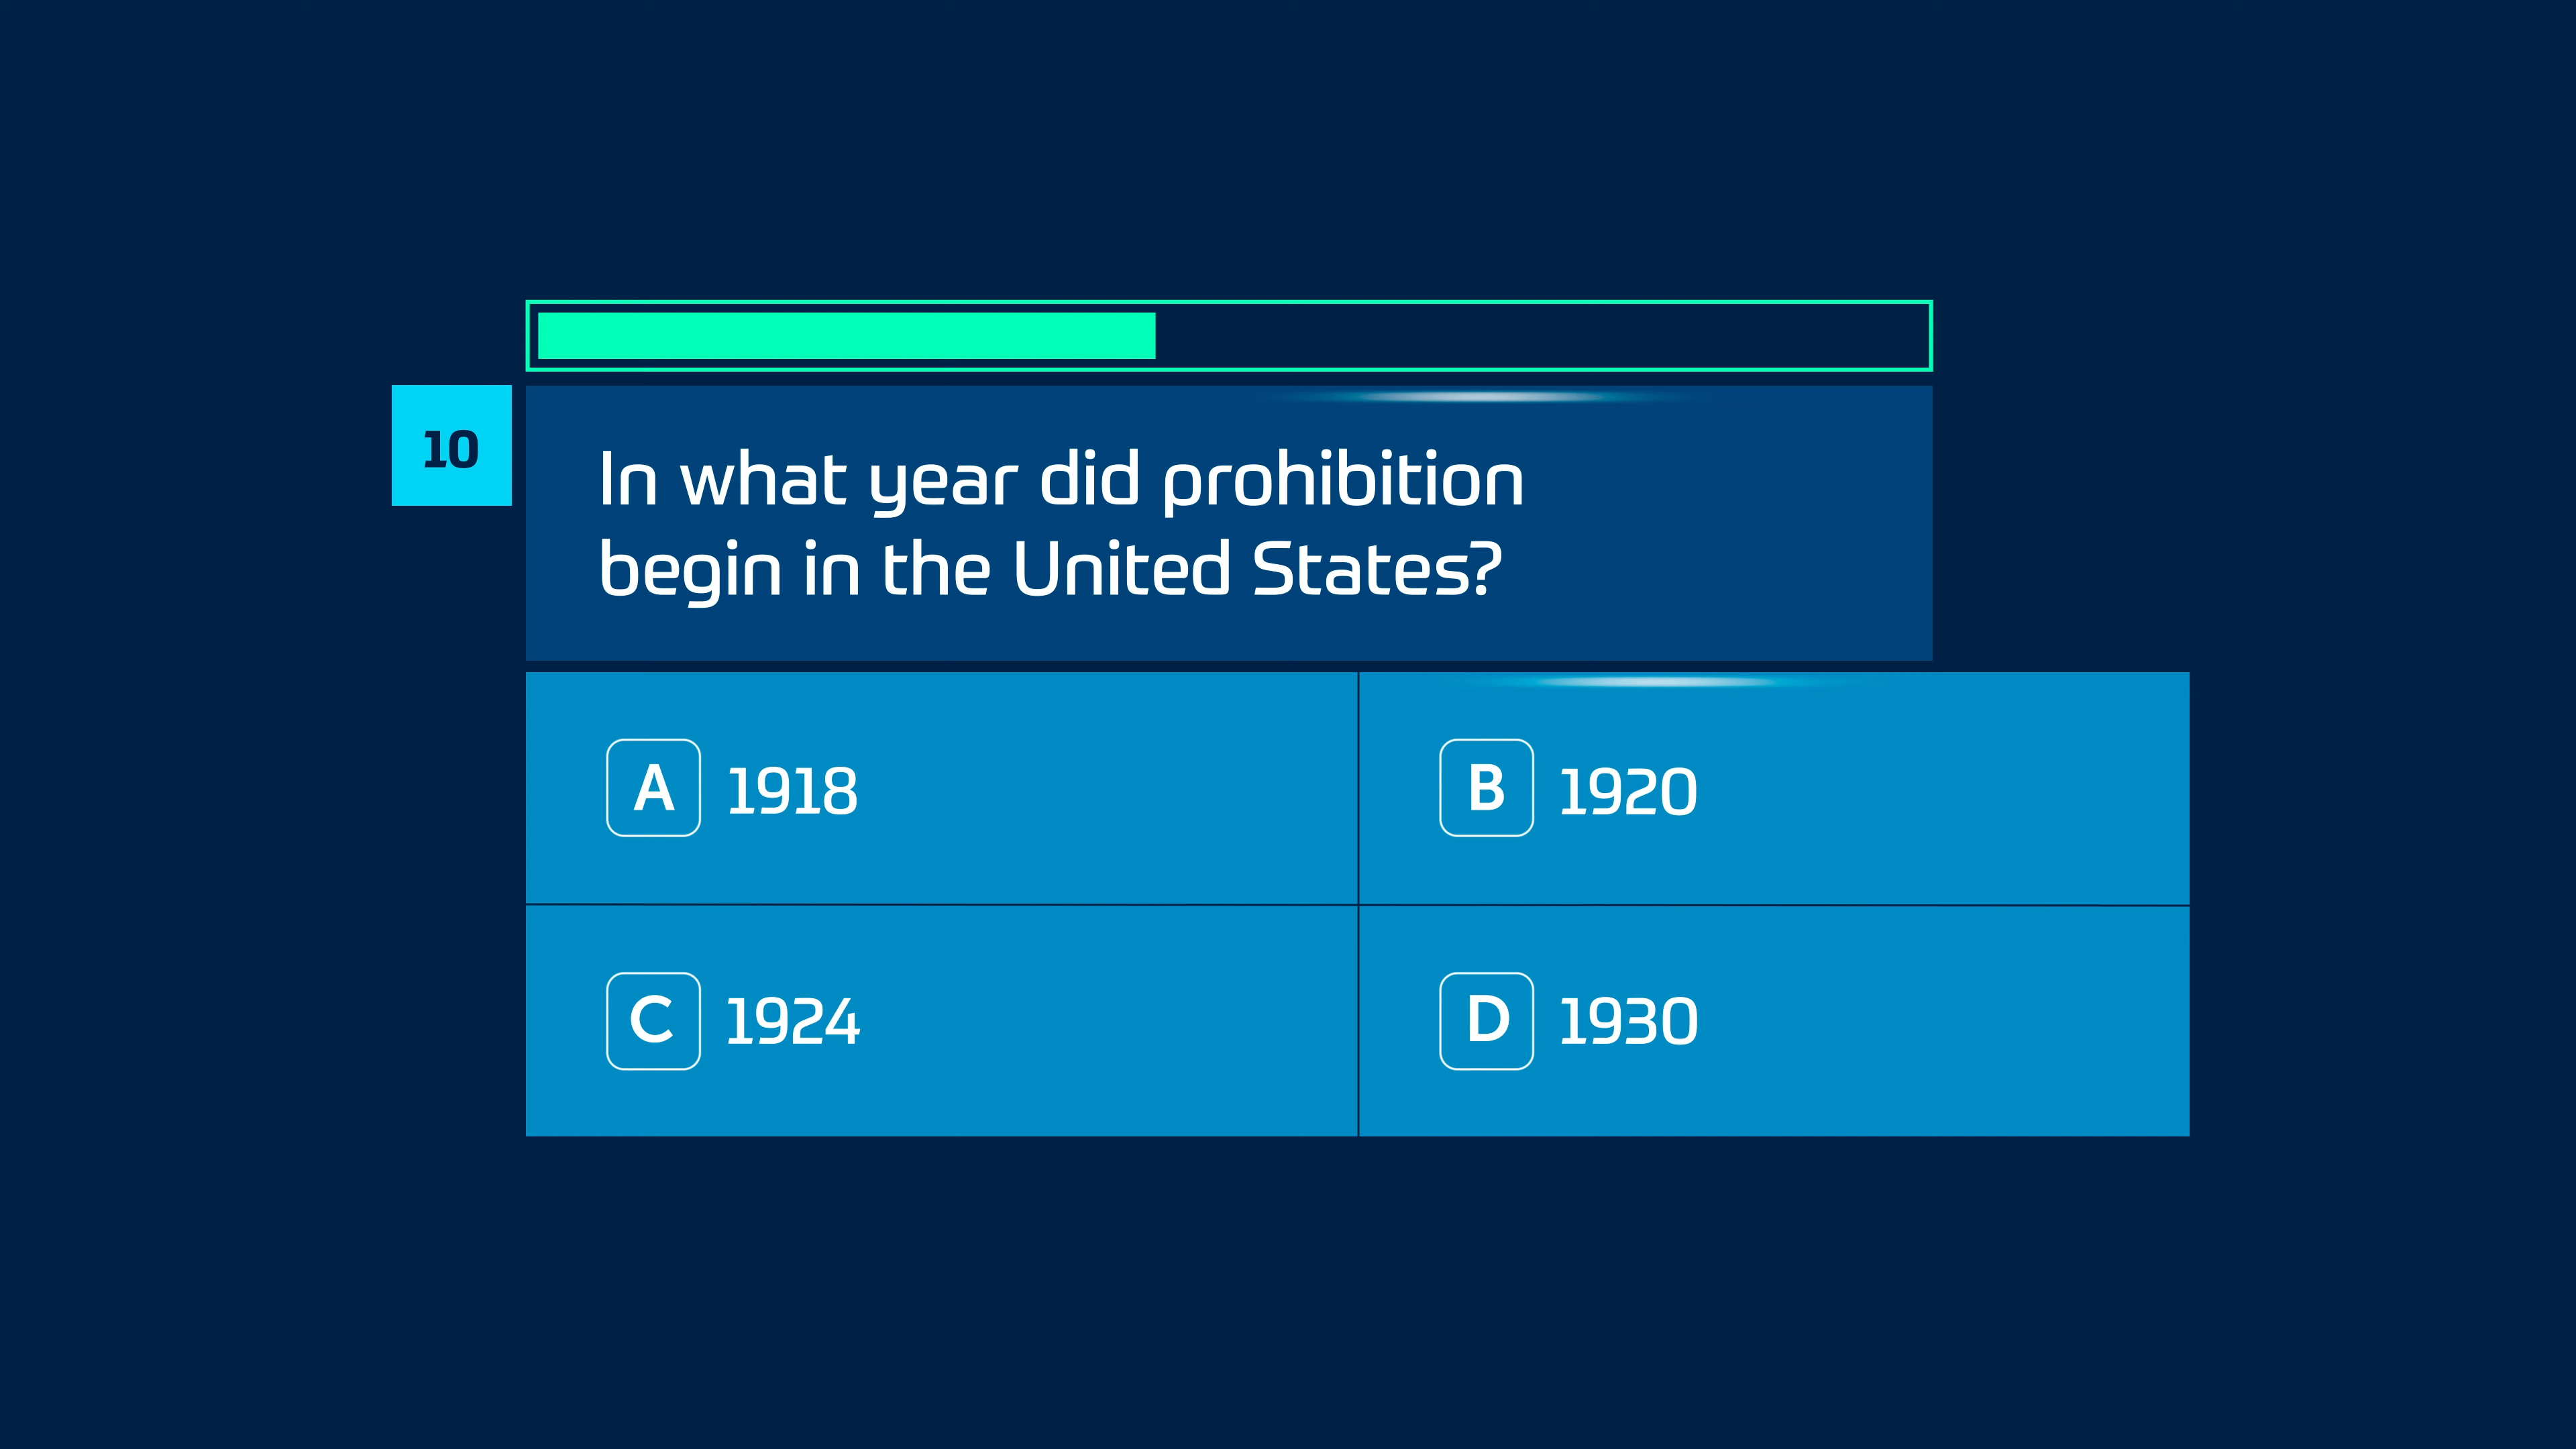 10
In what year did prohibition
begin in the United States?
A 1918
B 1920
C 1924
D 1930